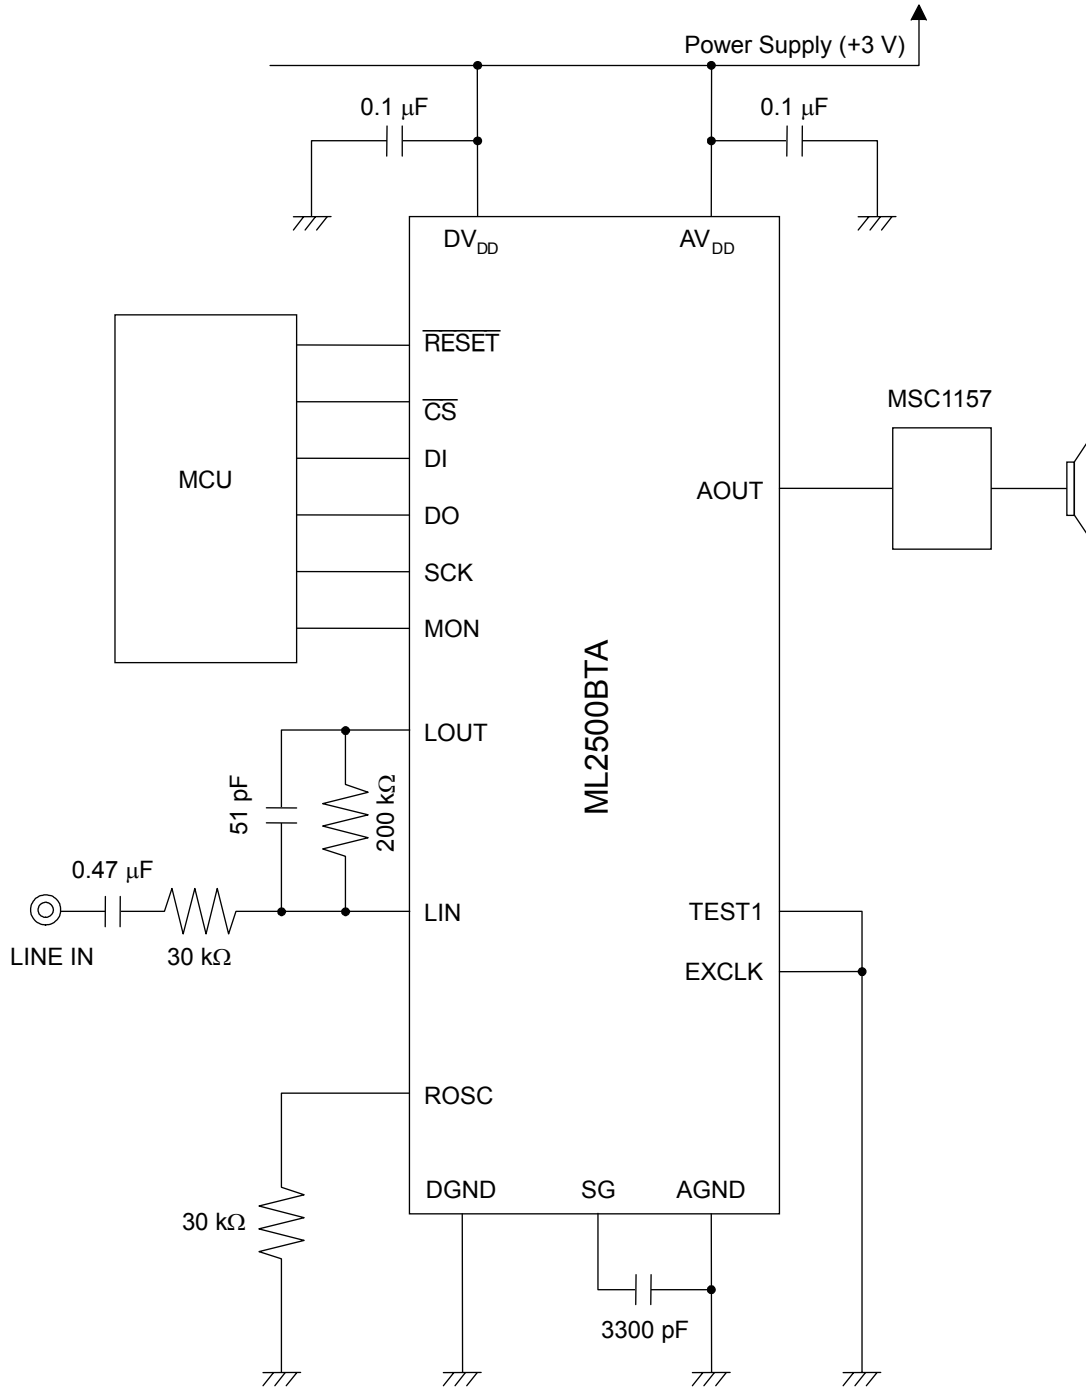 Power Supply (+3 V)
0.1 μF
0.1 μF
DVDD
AVDD
RESET
CS
DI
DO
SCK
MON
MCU
MSC1157
AOUT
ML2500BTA
LOUT
51 pF
200 kΩ
0.47 μF
LINE IN
30 kΩ
LIN
TEST1
EXCLK
ROSC
30 kΩ
DGND
SG
AGND
3300 pF